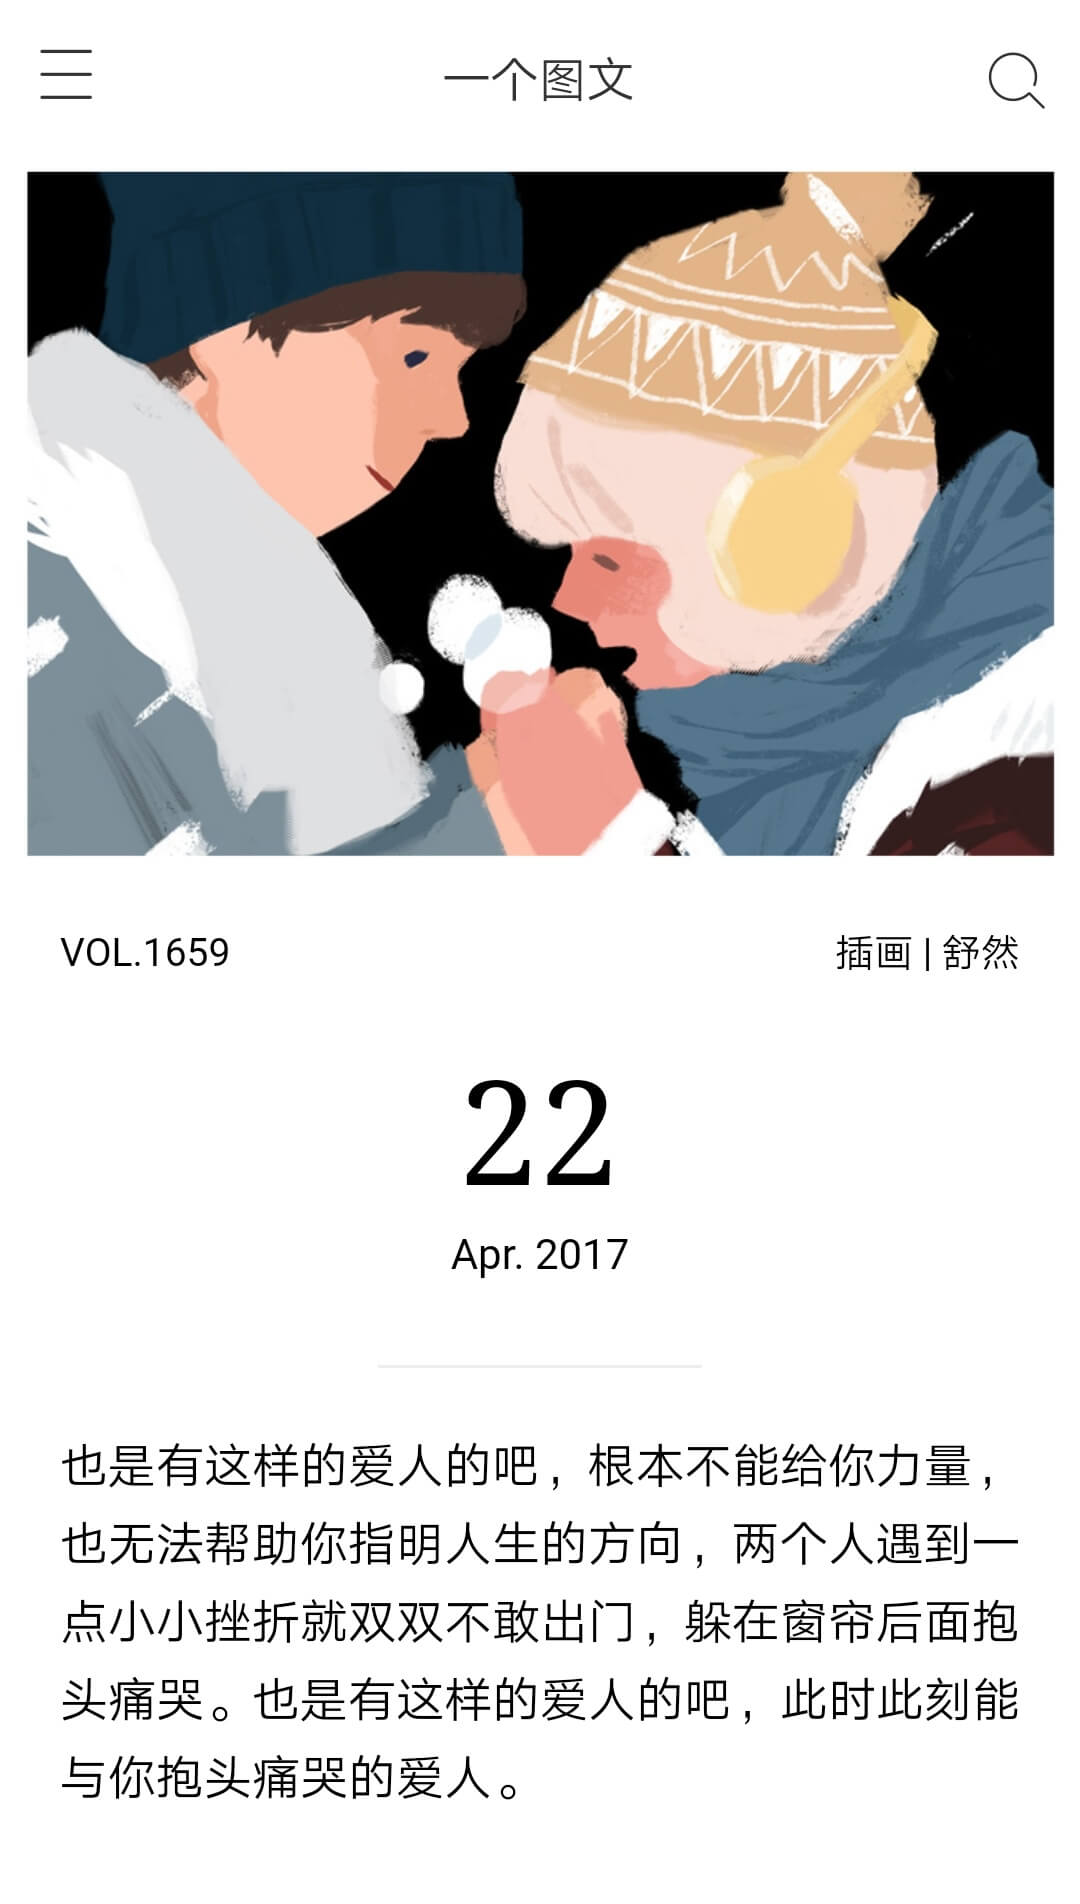 一个图文
VOL.1659
插画 | 舒然
22
Apr. 2017
也是有这样的爱人的吧，根本不能给你力量，
也无法帮助你指明人生的方向，两个人遇到一
点小小挫折就双双不敢出门，躲在窗帘后面抱
头痛哭。也是有这样的爱人的吧，此时此刻能
与你抱头痛哭的爱人。